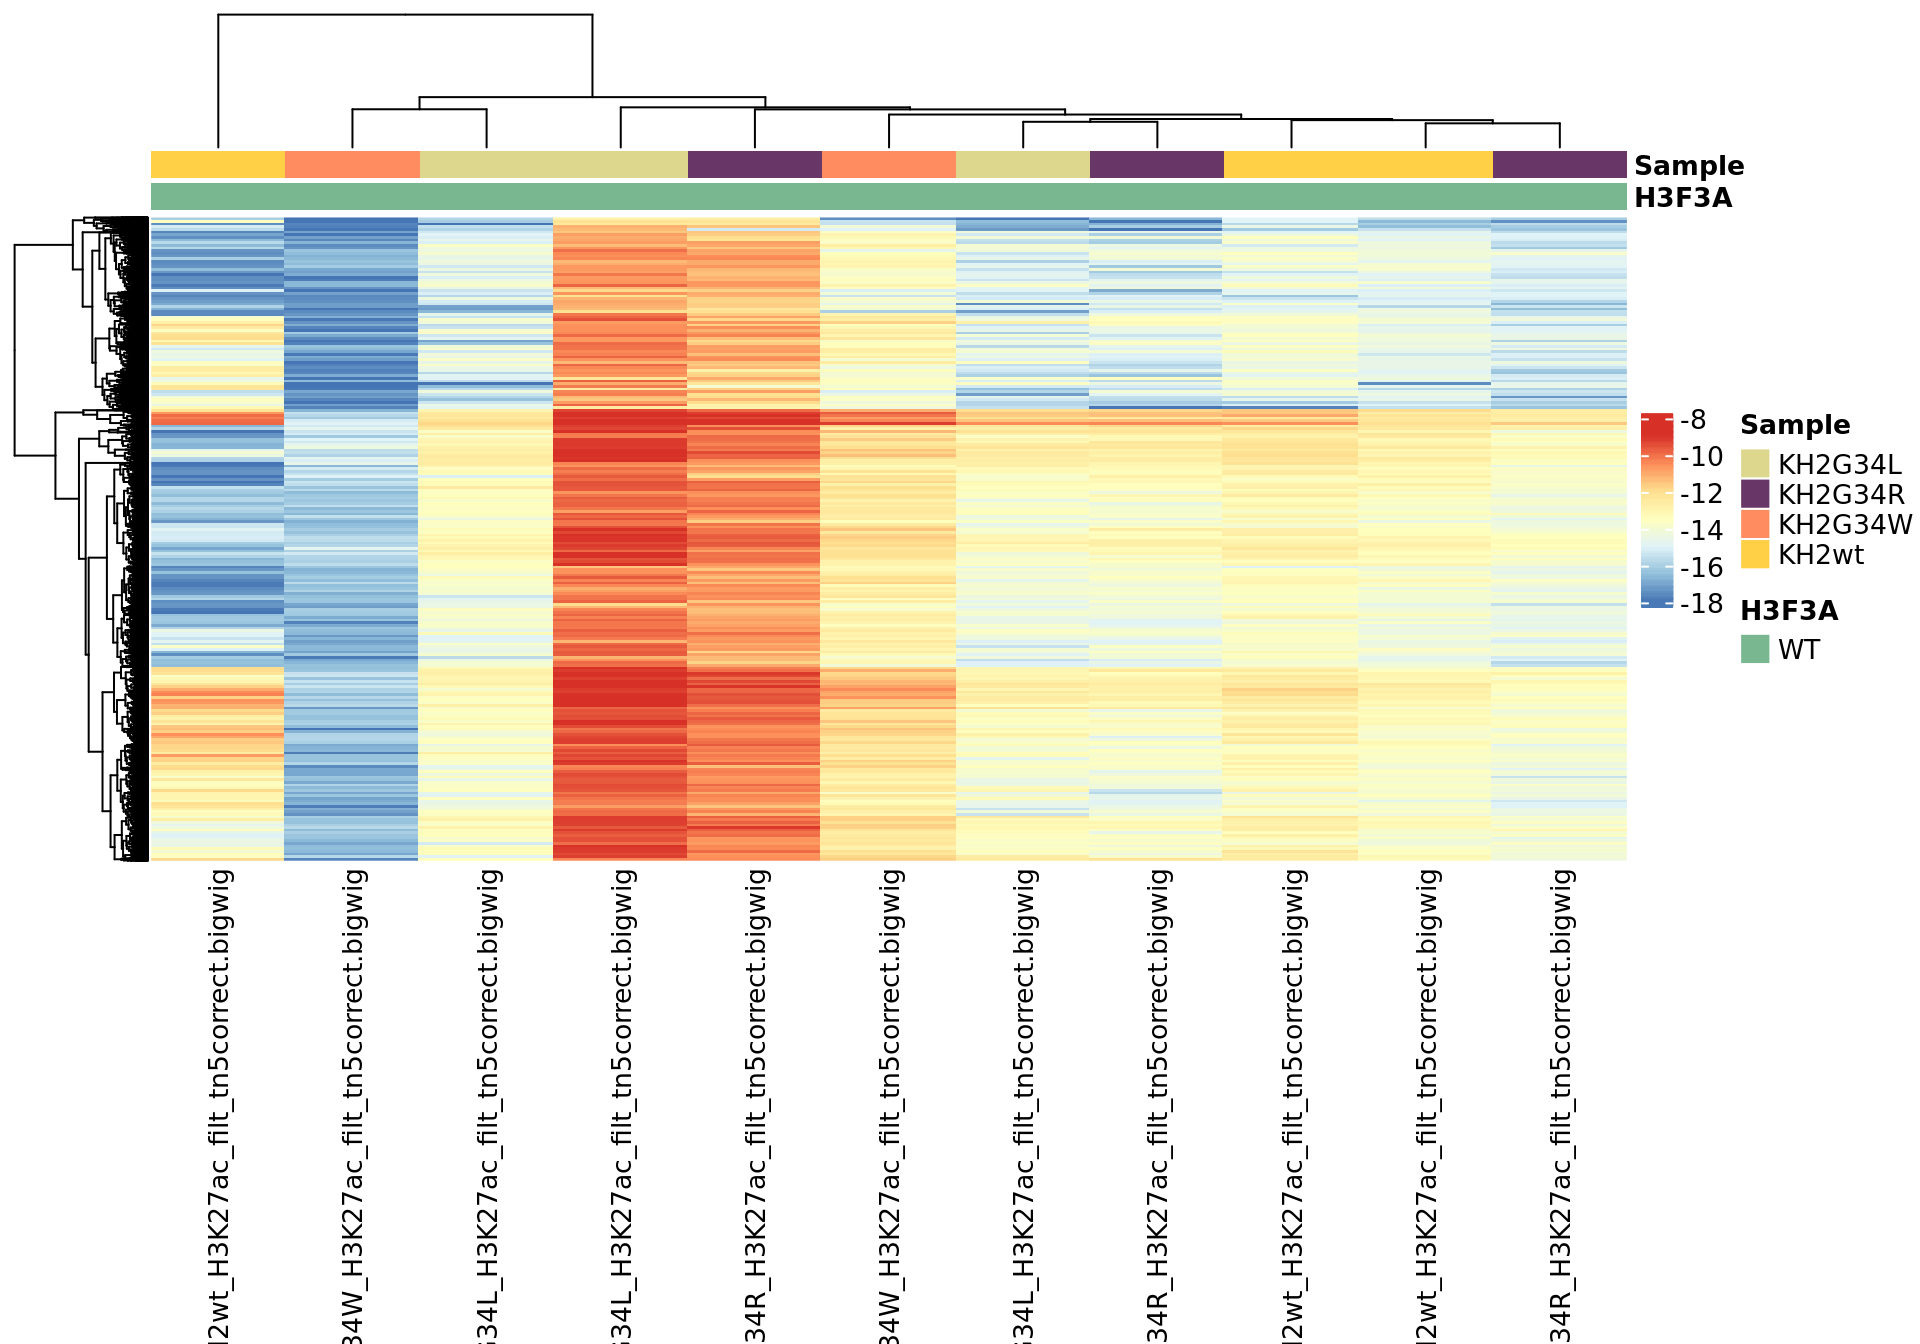 Sample
H3F3A
-8
-10
-12
-14
-16
-18
Sample
KH2G34L
KH2G34R
KH2G34W
KH2wt
H3F3A
WT
2wt_H3K27ac_filt_tn5correct.bigwig
34W_H3K27ac_filt_tn5correct.bigwig
34L_H3K27ac_filt_tn5correct.bigwig
34L_H3K27ac_filt_tn5correct.bigwig
34R_H3K27ac_filt_tn5correct.bigwig
34W_H3K27ac_filt_tn5correct.bigwig
34L_H3K27ac_filt_tn5correct.bigwig
34R_H3K27ac_filt_tn5correct.bigwig
2wt_H3K27ac_filt_tn5correct.bigwig
2wt_H3K27ac_filt_tn5correct.bigwig
34R_H3K27ac_filt_tn5correct.bigwig